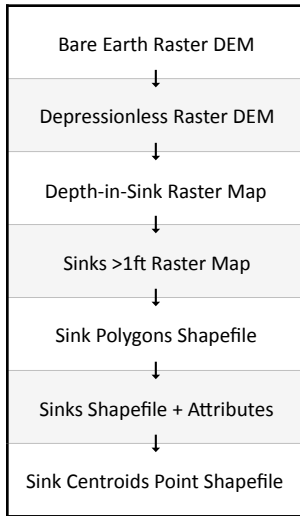 Bare Earth Raster DEM
Depressionless Raster DEM
Depth-in-Sink Raster Map
Sinks >1ft Raster Map
Sink Polygons Shapefile
Sinks Shapefile + Attributes
Sink Centroids Point Shapefile